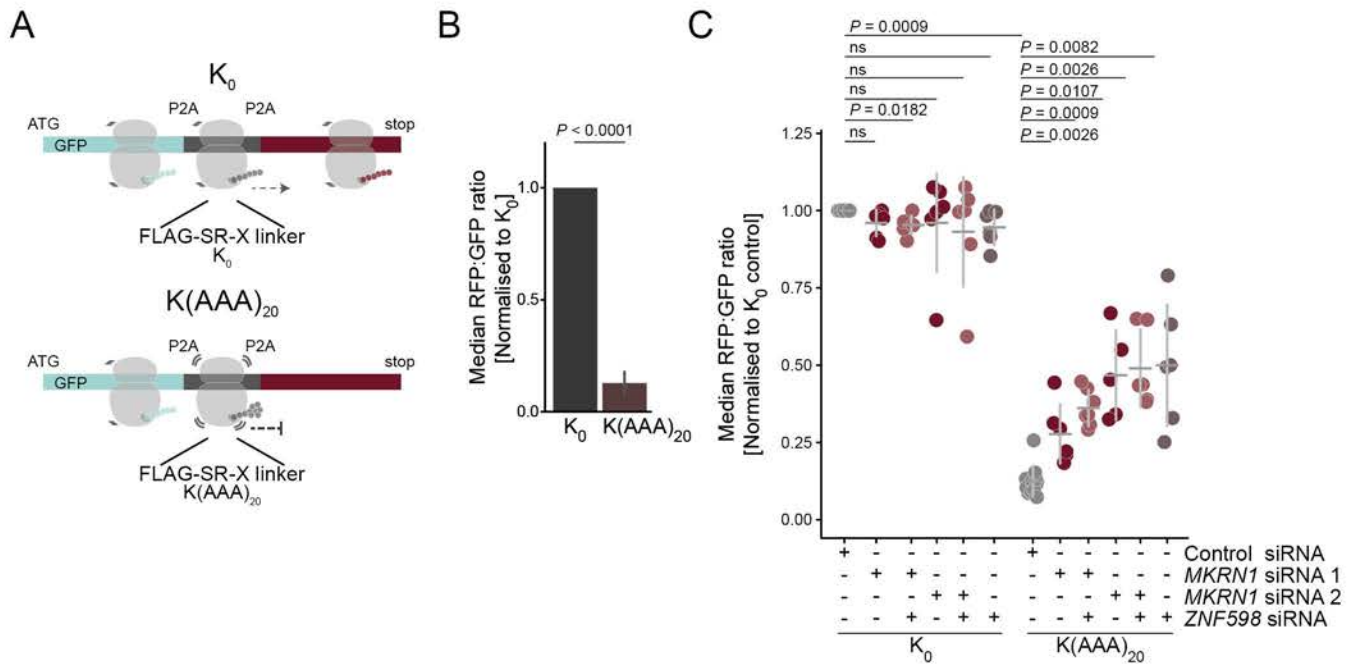 A
K₀
P2A P2A
ATG stop
GFP
FLAG-SR-X linker
K₀
K(AAA)₂₀
P2A P2A
ATG stop
GFP
FLAG-SR-X linker
K(AAA)₂₀
B
P < 0.0001
Median RFP:GFP ratio
[Normalised to K₀]
1.0
0.5
0.0
K₀ K(AAA)₂₀
C
P = 0.0009
ns P = 0.0082
ns P = 0.0026
ns P = 0.0107
P = 0.0182 P = 0.0009
ns P = 0.0026
Median RFP:GFP ratio
[Normalised to K₀ control]
1.25
1.00
0.75
0.50
0.25
0.00
+ - - - - - + - - - - - Control siRNA
- + + - - - - + + - - - MKRN1 siRNA 1
- - - + + - - - - + + - MKRN1 siRNA 2
- - + - + + - - + - + + ZNF598 siRNA
K₀ K(AAA)₂₀